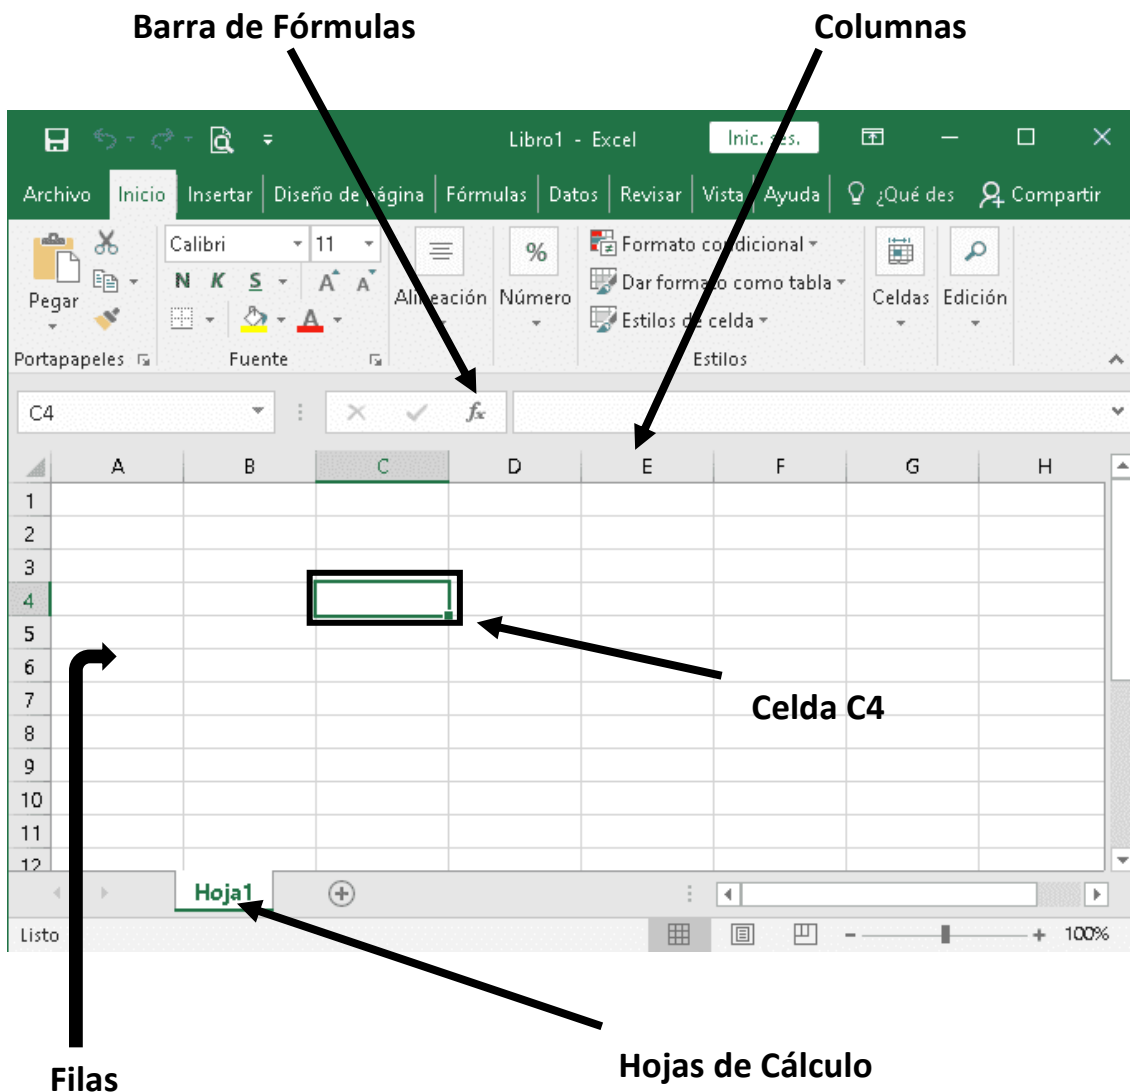 Barra de Fórmulas
Columnas
Libro1 - Excel
Inic. ses.
Archivo Inicio Insertar Diseño de página Fórmulas Datos Revisar Vista Ayuda ¿Qué des Compartir
Calibri 11
% Formato condicional
N K S A A
Dar formato como tabla
Pegar Alineación Número Celdas Edición
A Estilos de celda
Portapapeles Fuente Estilos
C4 fx
A B C D E F G H
1
2
3
4
5
6
7
Celda C4
8
9
10
11
12
Hoja1
Listo 100%
Hojas de Cálculo
Filas